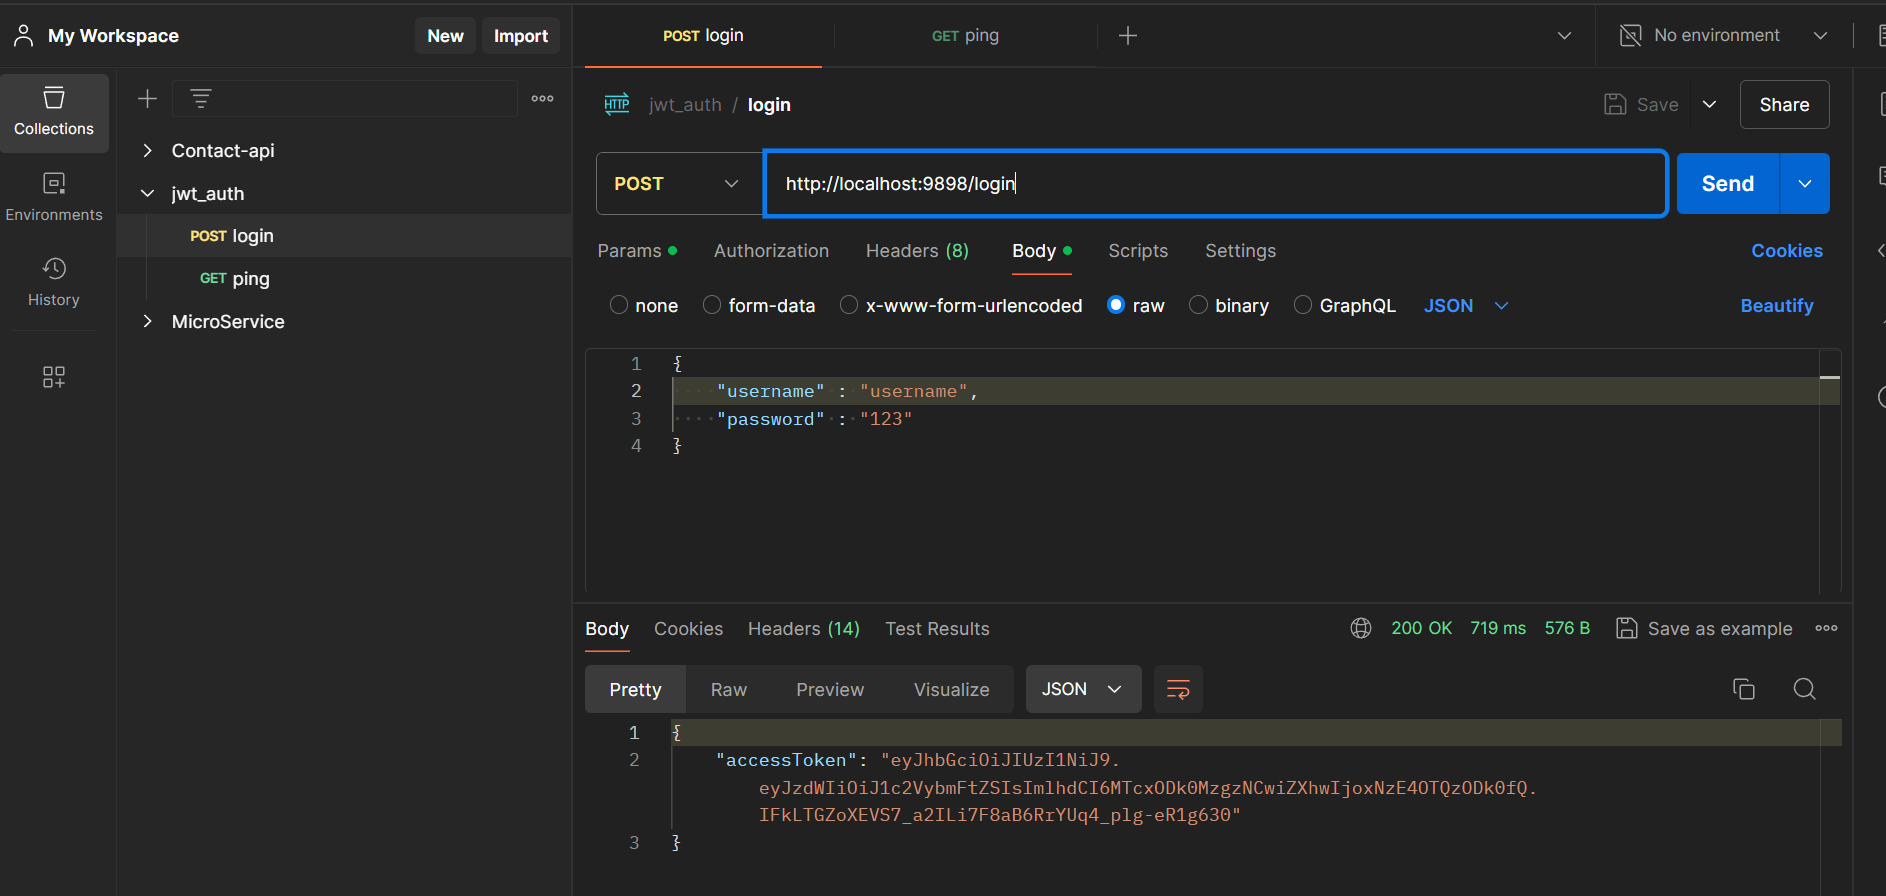 My Workspace
New
Import
POST login
GET ping
No environment
Collections
Environments
History
Contact-api
jwt_auth
POST login
GET ping
MicroService
HTTP
jwt_auth / login
Save
Share
POST
http://localhost:9898/login
Send
Params
Authorization
Headers (8)
Body
Scripts
Settings
Cookies
none
form-data
x-www-form-urlencoded
raw
binary
GraphQL
JSON
Beautify
1 {
2 "username" : "username",
3 "password" : "123"
4 }
Body
Cookies
Headers (14)
Test Results
200 OK
719 ms
576 B
Save as example
Pretty
Raw
Preview
Visualize
JSON
1 {
2 "accessToken": "eyJhbGciOiJIUzI1NiJ9.
eyJzdWIiOiJ1c2VybmFtZSIsImlhdCI6MTcxODk0MzgzNCwiZXhwIjoxNzE4OTQzODk0fQ.
IFkLTGZoXEVS7_a2ILi7F8aB6RrYUq4_plg-eR1g630"
3 }